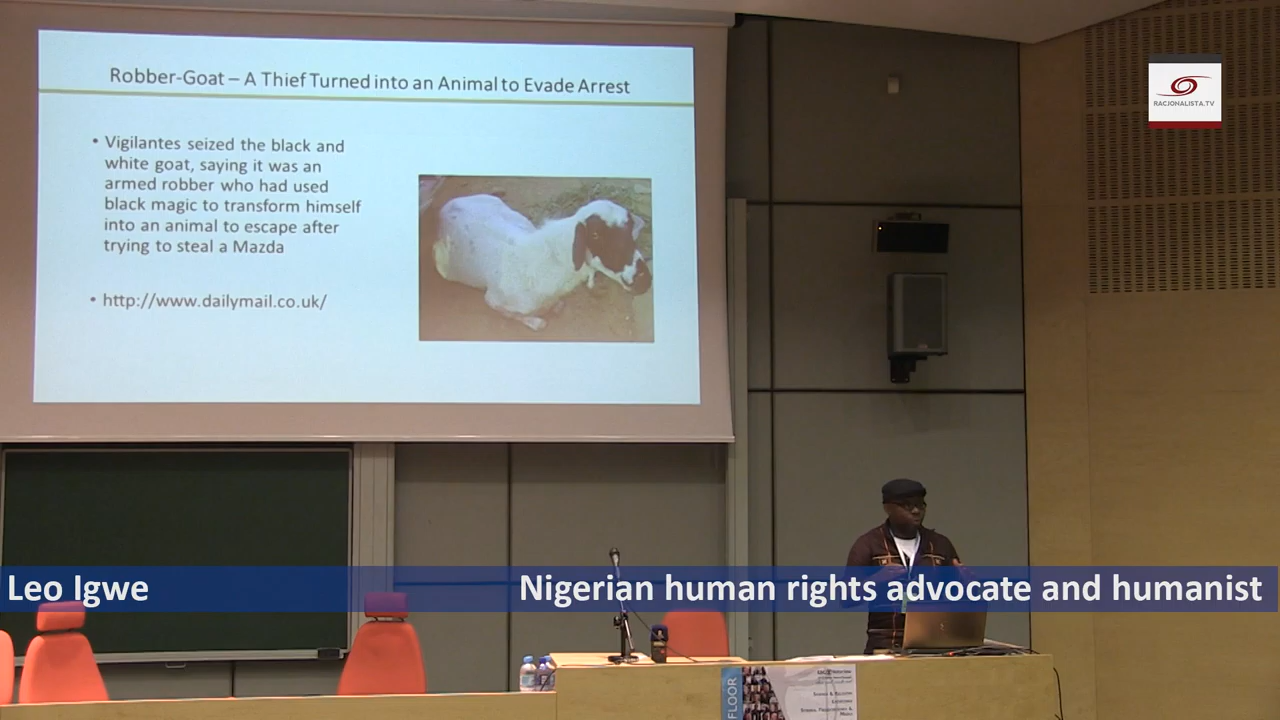 Robber-Goat – A Thief Turned into an Animal to Evade Arrest
• Vigilantes seized the black and
white goat, saying it was an
armed robber who had used
black magic to transform himself
into an animal to escape after
trying to steal a Mazda
• http://www.dailymail.co.uk/
RACJONALISTA.TV
Leo Igwe
Nigerian human rights advocate and humanist
FLOOR